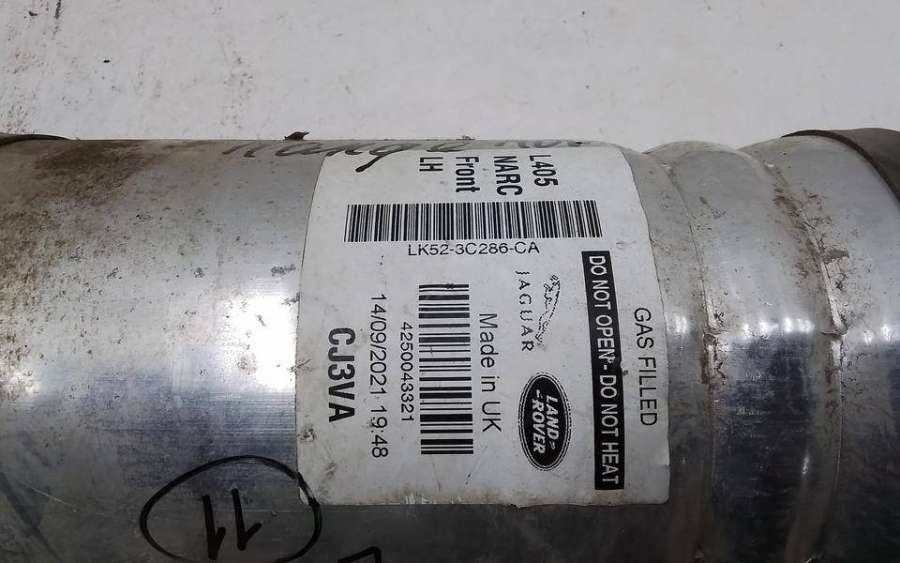 L405
NARC
Front
LH
LK52-3C286-CA
GAS FILLED
DO NOT OPEN - DO NOT HEAT
JAGUAR
LAND-
-ROVER
Made in UK
4250043321
14/09/2021 19:48
CJ3VA
11